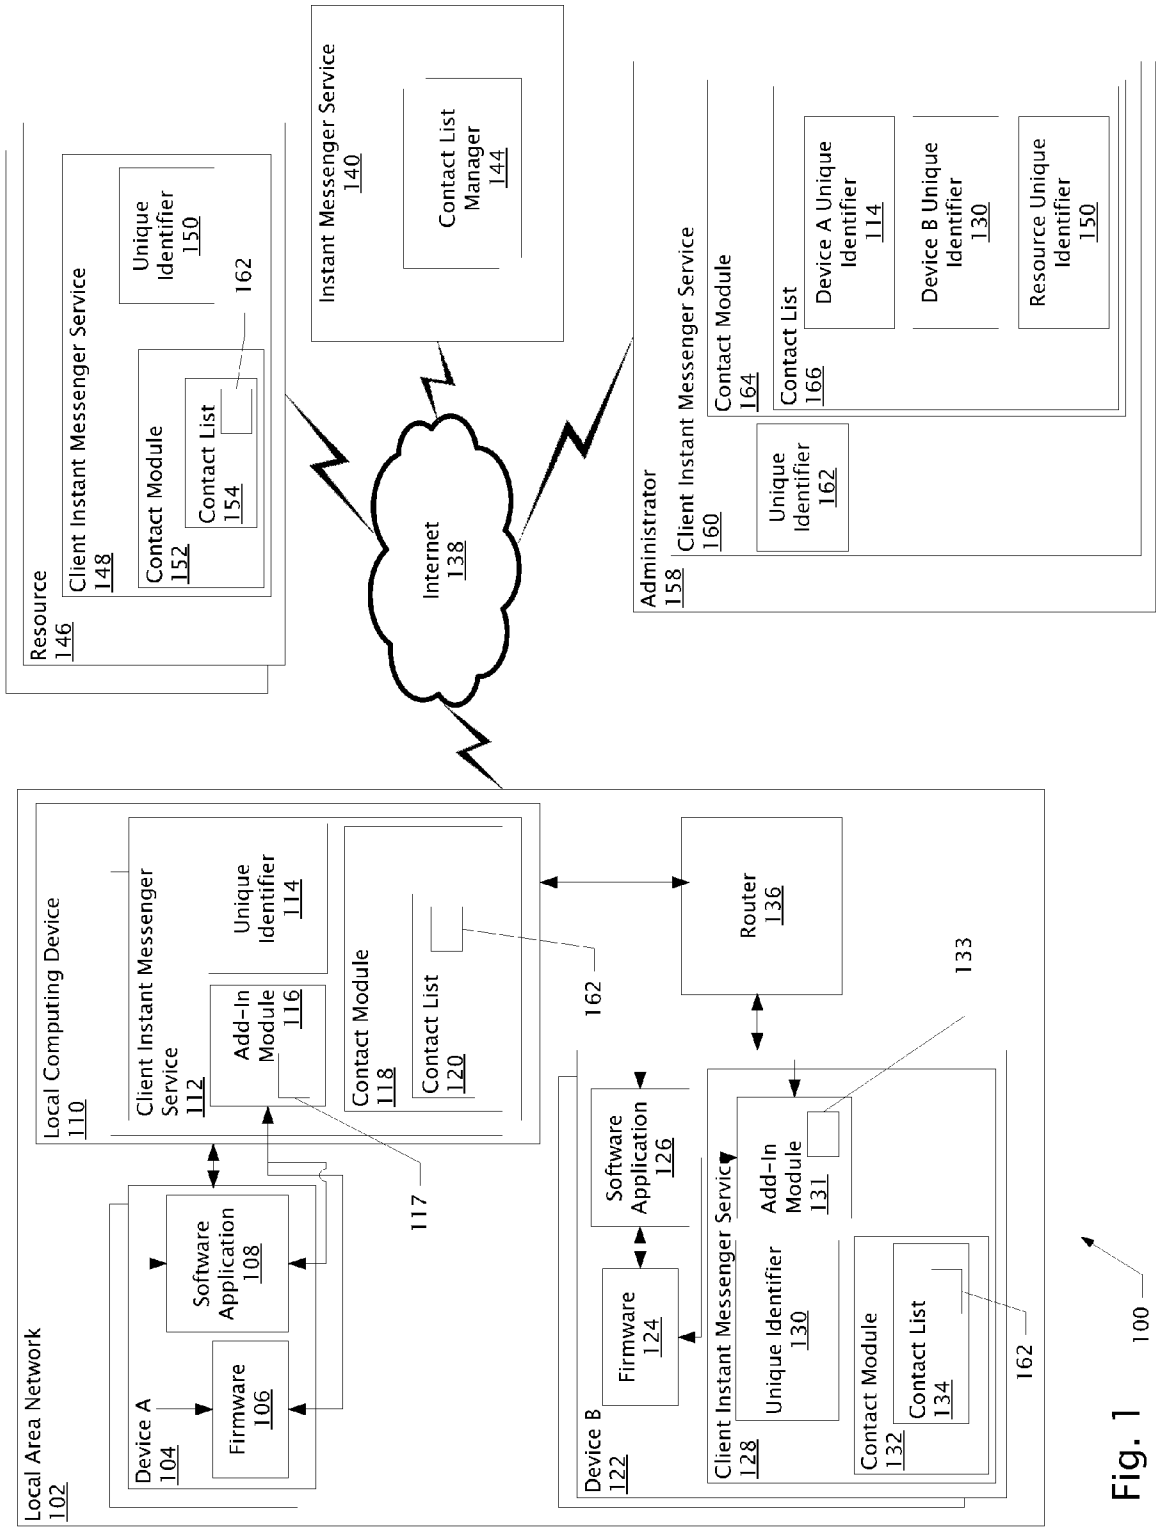 Local Area Network
102
Device A
104
Firmware
106
Software
Application
108
Local Computing Device
110
Client Instant Messenger
Service
112
Add-In
Module
116
117
Unique
Identifier
114
Contact Module
118
Contact List
120
162
Device B
122
Firmware
124
Software
Application
126
Client Instant Messenger Service
128
Unique Identifier
130
Add-In
Module
131
133
Contact Module
132
Contact List
134
162
Router
136
Internet
138
Resource
146
Client Instant Messenger Service
148
Contact Module
152
Contact List
154
162
Unique
Identifier
150
Instant Messenger Service
140
Contact List
Manager
144
Administrator
158
Client Instant Messenger Service
160
Unique
Identifier
162
Contact Module
164
Contact List
166
Device A Unique
Identifier
114
Device B Unique
Identifier
130
Resource Unique
Identifier
150
100
Fig. 1